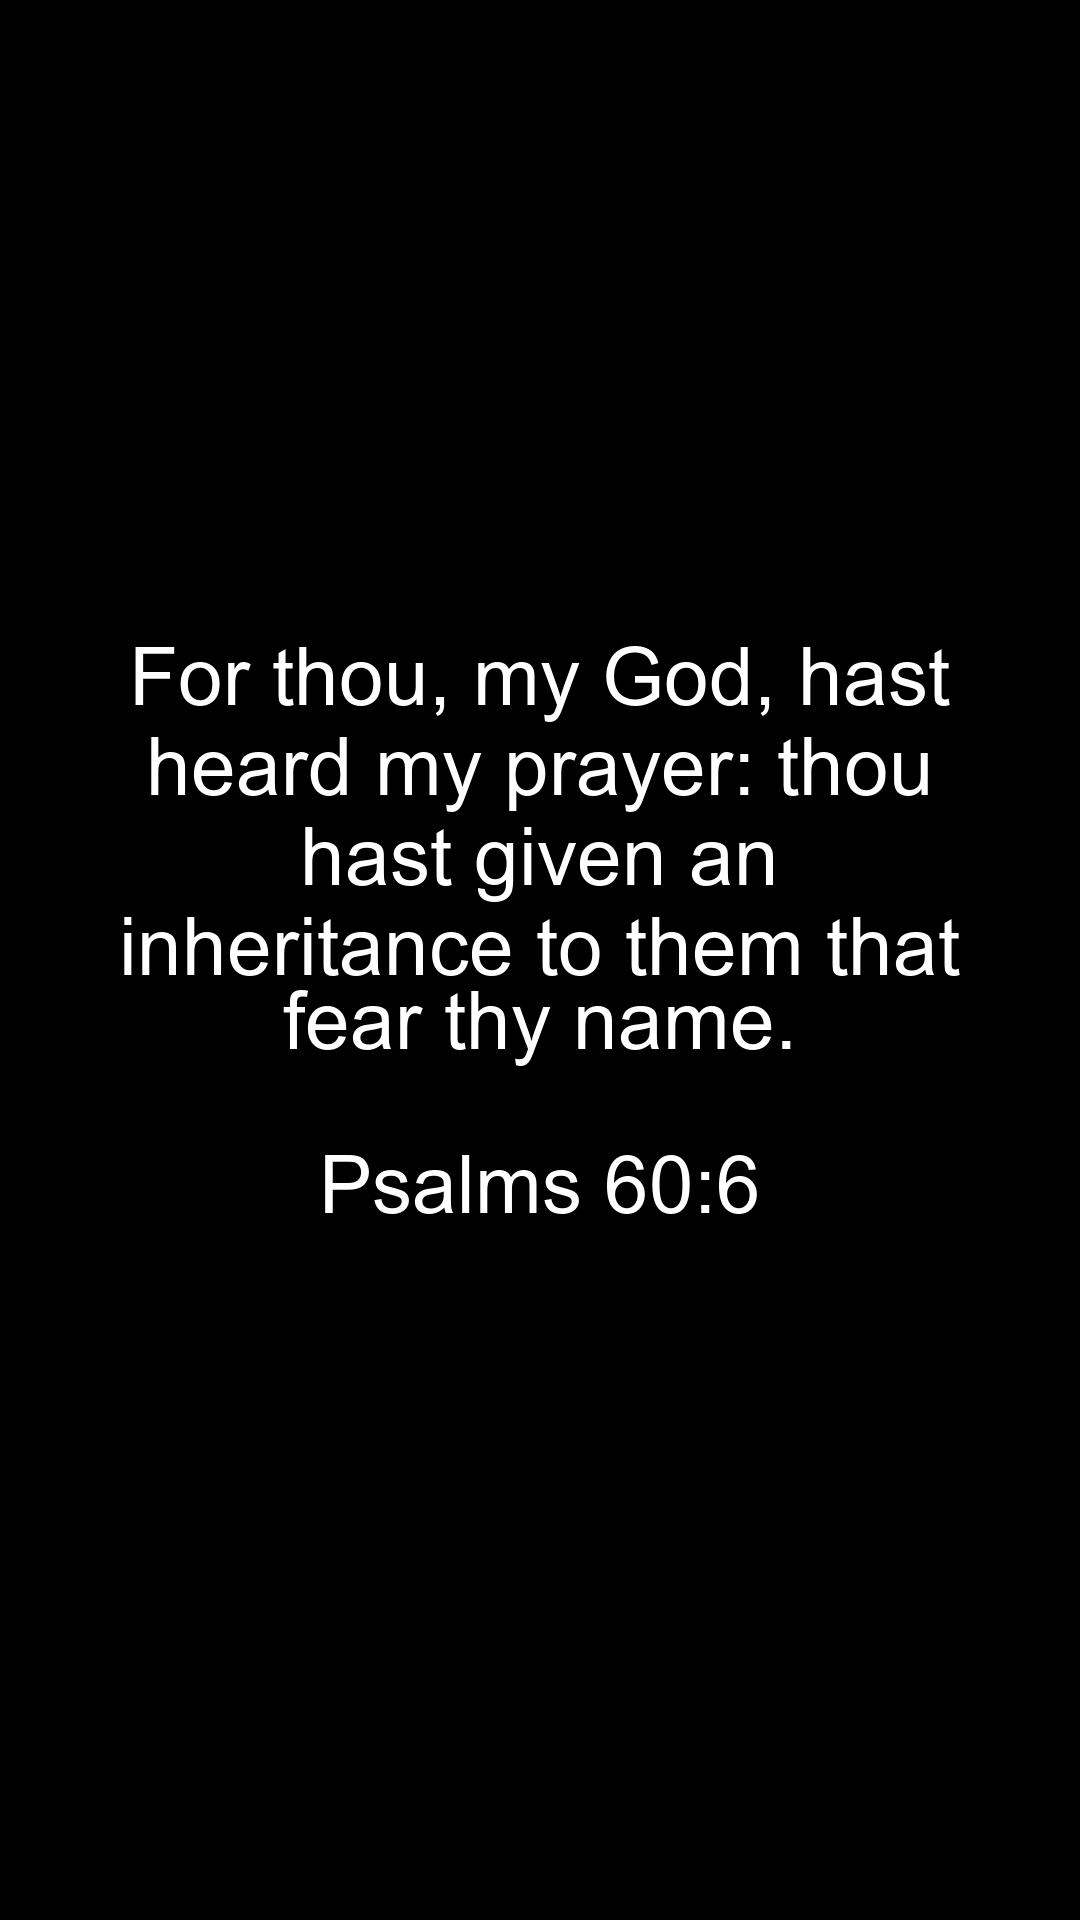 For thou, my God, hast
heard my prayer: thou
hast given an
inheritance to them that
fear thy name.
Psalms 60:6